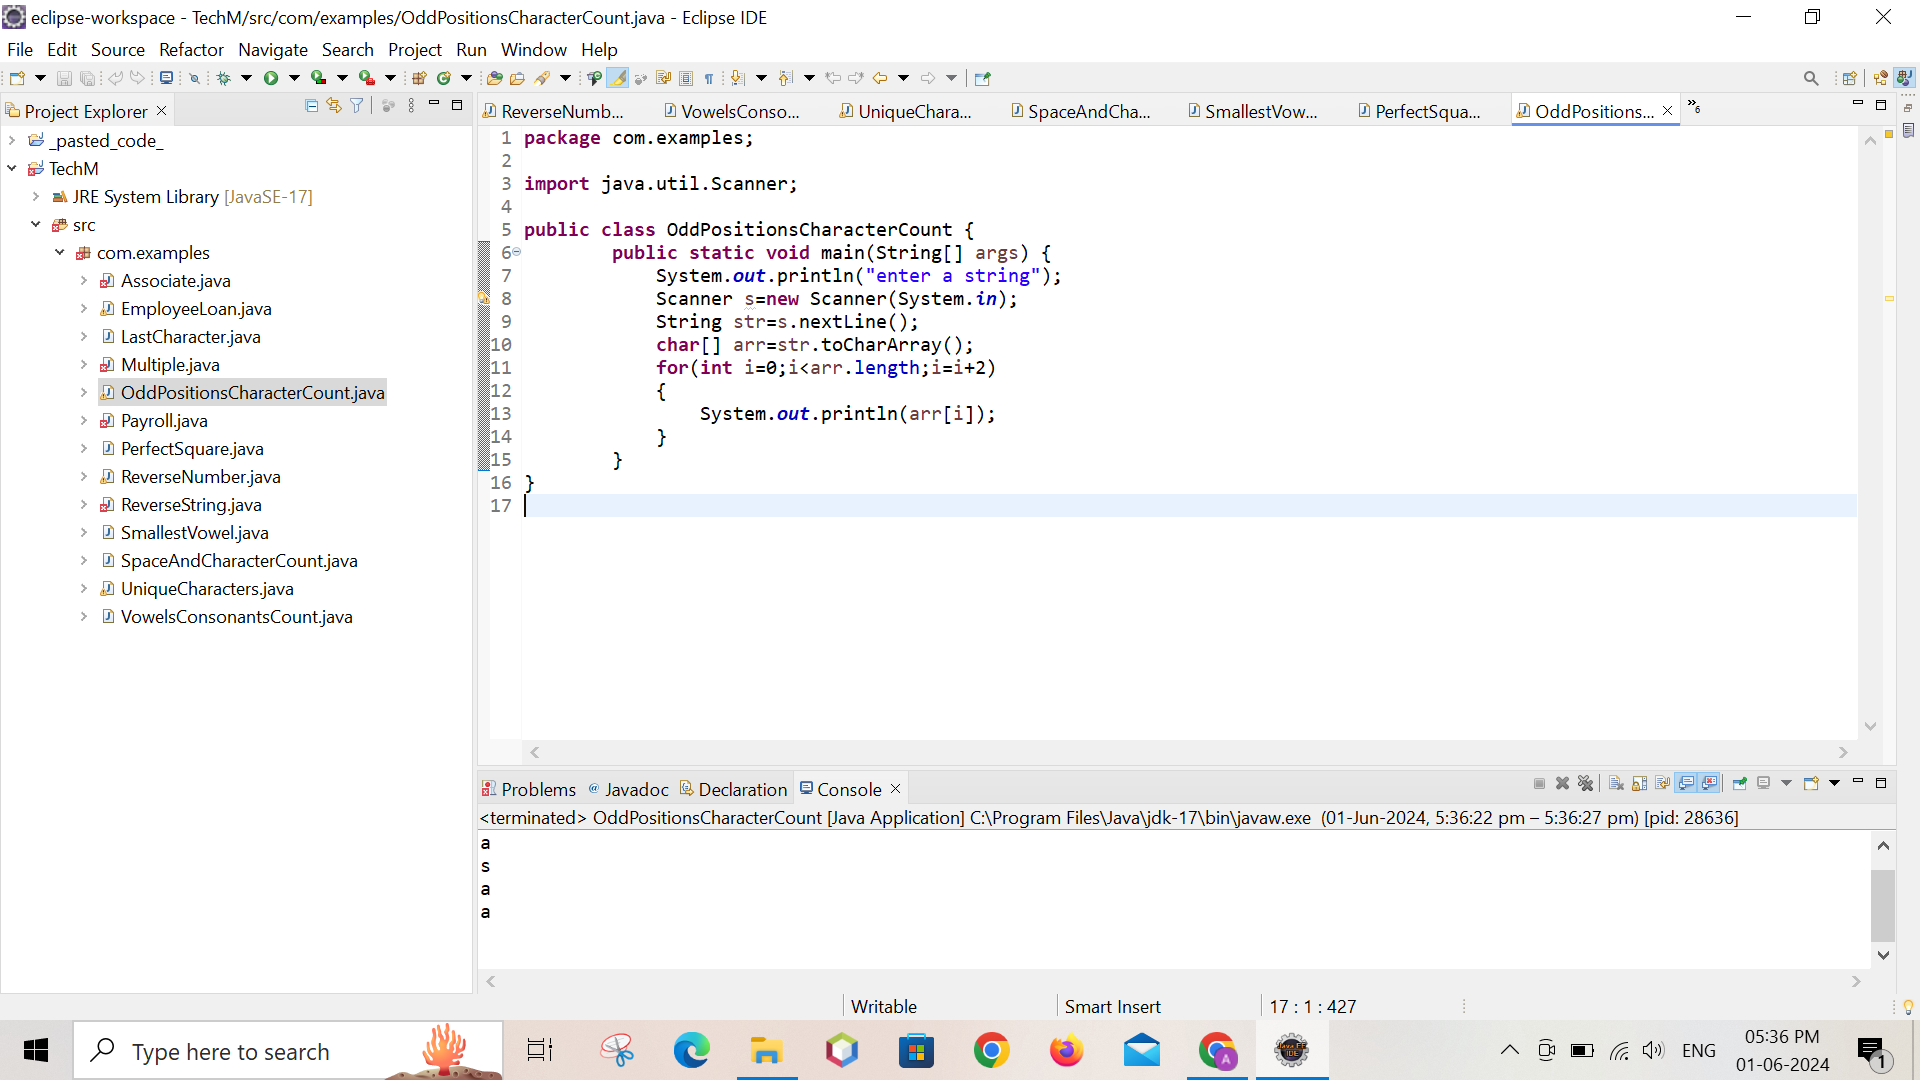 eclipse-workspace - TechM/src/com/examples/OddPositionsCharacterCount.java - Eclipse IDE
File Edit Source Refactor Navigate Search Project Run Window Help
Project Explorer
_pasted_code_
TechM
JRE System Library [JavaSE-17]
src
com.examples
Associate.java
EmployeeLoan.java
LastCharacter.java
Multiple.java
OddPositionsCharacterCount.java
Payroll.java
PerfectSquare.java
ReverseNumber.java
ReverseString.java
SmallestVowel.java
SpaceAndCharacterCount.java
UniqueCharacters.java
VowelsConsonantsCount.java
ReverseNumb... VowelsConso... UniqueChara... SpaceAndCha... SmallestVow... PerfectSqua... OddPositions... »6
1 package com.examples;
2
3 import java.util.Scanner;
4
5 public class OddPositionsCharacterCount {
6 public static void main(String[] args) {
7 System.out.println("enter a string");
8 Scanner s=new Scanner(System.in);
9 String str=s.nextLine();
10 char[] arr=str.toCharArray();
11 for(int i=0;i<arr.length;i=i+2)
12 {
13 System.out.println(arr[i]);
14 }
15 }
16 }
17
Problems @ Javadoc Declaration Console
<terminated> OddPositionsCharacterCount [Java Application] C:\Program Files\Java\jdk-17\bin\javaw.exe (01-Jun-2024, 5:36:22 pm – 5:36:27 pm) [pid: 28636]
a
s
a
a
Writable Smart Insert 17 : 1 : 427
Type here to search
ENG
05:36 PM
01-06-2024
1